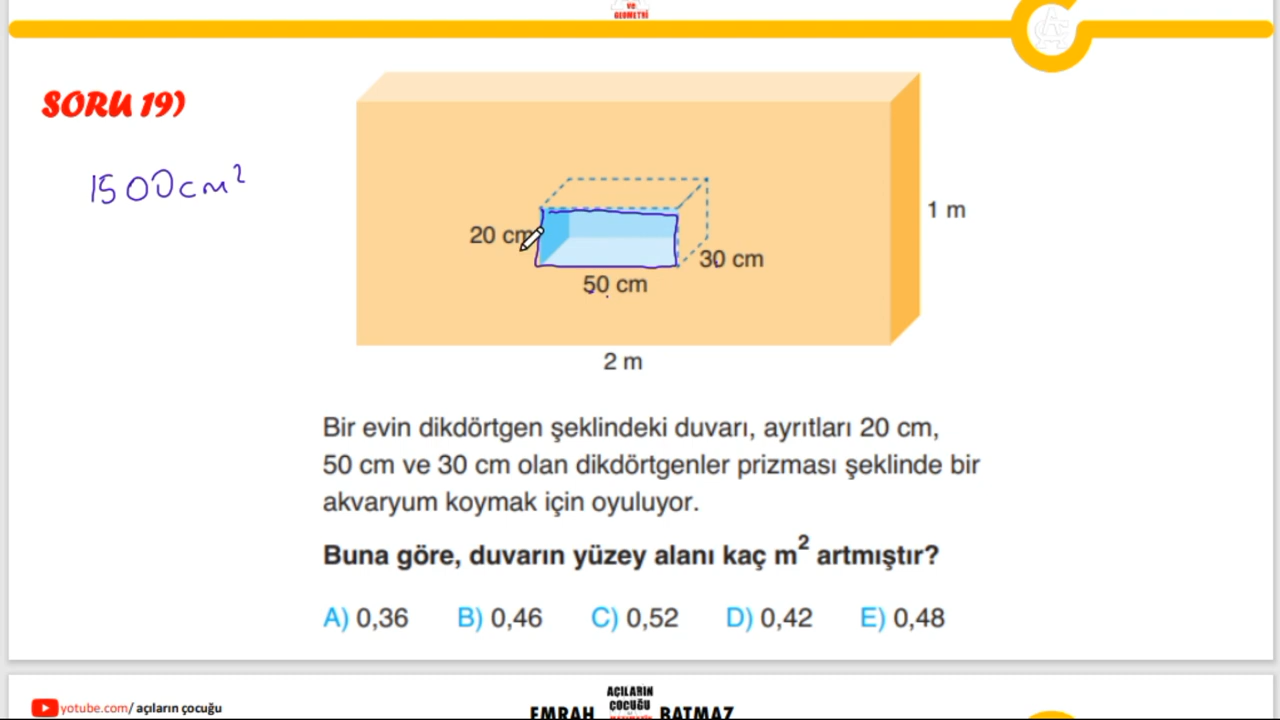 VE
GEOMETRİ
SORU 19)
1500cm²
20 cm
1 m
30 cm
50 cm
2 m
Bir evin dikdörtgen şeklindeki duvarı, ayrıtları 20 cm,
50 cm ve 30 cm olan dikdörtgenler prizması şeklinde bir
akvaryum koymak için oyuluyor.
Buna göre, duvarın yüzey alanı kaç m² artmıştır?
A) 0,36 B) 0,46 C) 0,52 D) 0,42 E) 0,48
yotube.com/ açıların çocuğu
AÇILARIN
ÇOCUĞU
EMRAH BATMAZ